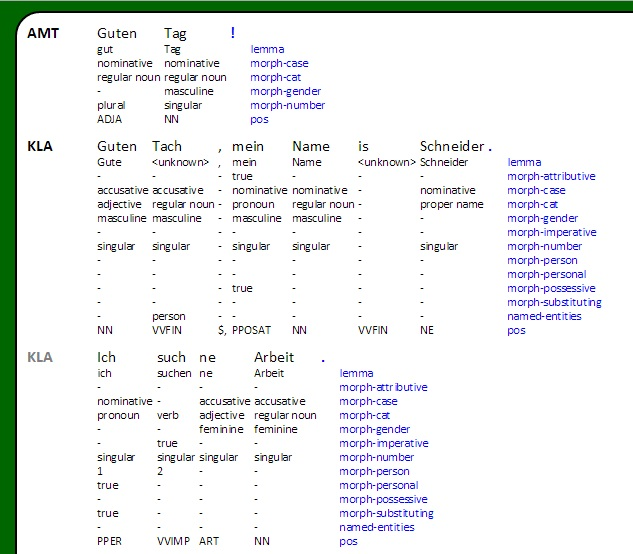 AMT Guten Tag !
gut Tag lemma
nominative nominative morph-case
regular noun regular noun morph-cat
- masculine morph-gender
plural singular morph-number
ADJA NN pos
KLA Guten Tach , mein Name is Schneider .
Gute <unknown> , mein Name <unknown> Schneider lemma
- - - true - - - morph-attributive
accusative accusative - nominative nominative - nominative morph-case
adjective regular noun - pronoun regular noun - proper name morph-cat
masculine masculine - masculine masculine - - morph-gender
- - - - - - - morph-imperative
singular singular - singular singular - singular morph-number
- - - - - - - morph-person
- - - - - - - morph-personal
- - - true - - - morph-possessive
- - - - - - - morph-substituting
- person - - - - - named-entities
NN VVFIN $, PPOSAT NN VVFIN NE pos
KLA Ich such ne Arbeit .
ich suchen ne Arbeit lemma
- - - - morph-attributive
nominative - accusative accusative morph-case
pronoun verb adjective regular noun morph-cat
- - feminine feminine morph-gender
- true - - morph-imperative
singular singular singular singular morph-number
1 2 - - morph-person
true - - - morph-personal
- - - - morph-possessive
true - - - morph-substituting
- - - - named-entities
PPER VVIMP ART NN pos